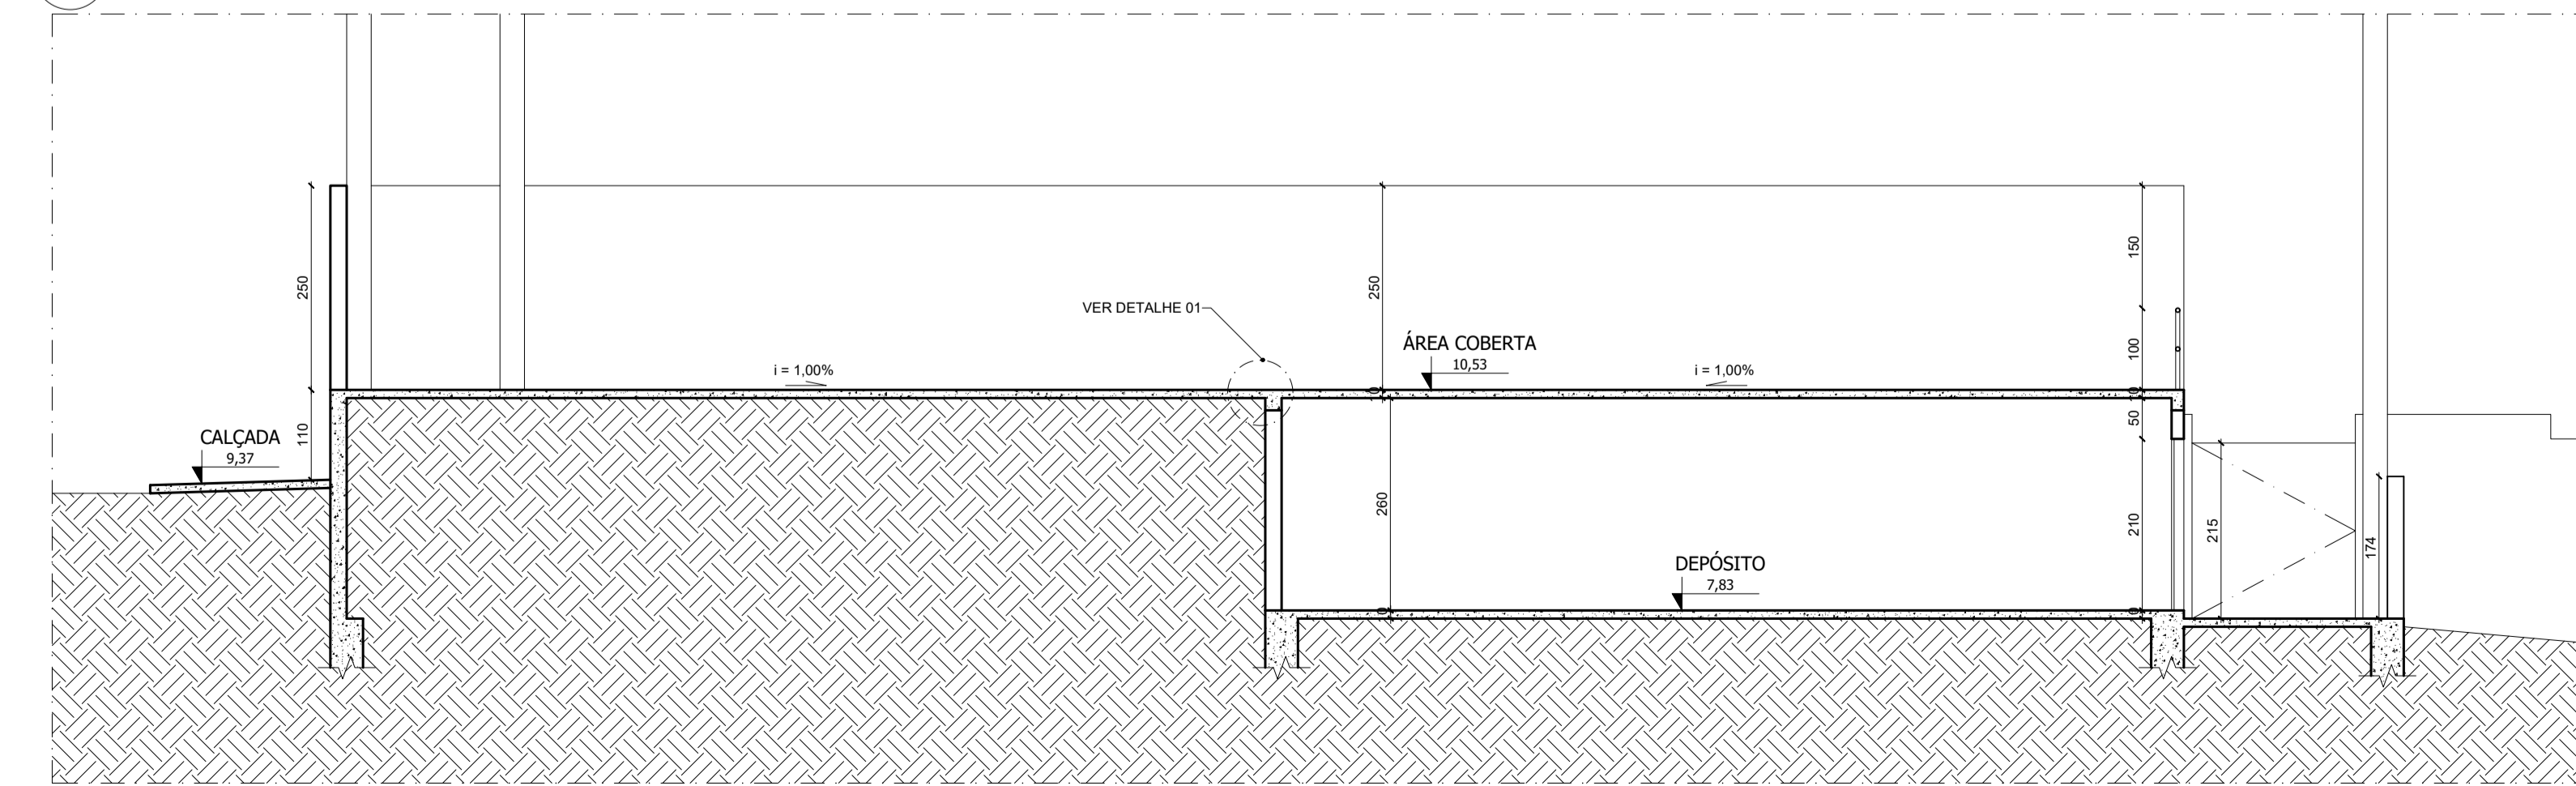 250
110
CALÇADA
9,37
i = 1,00%
VER DETALHE 01
250
ÁREA COBERTA
10,53
i = 1,00%
260
DEPÓSITO
7,83
150
100
50
210
215
174